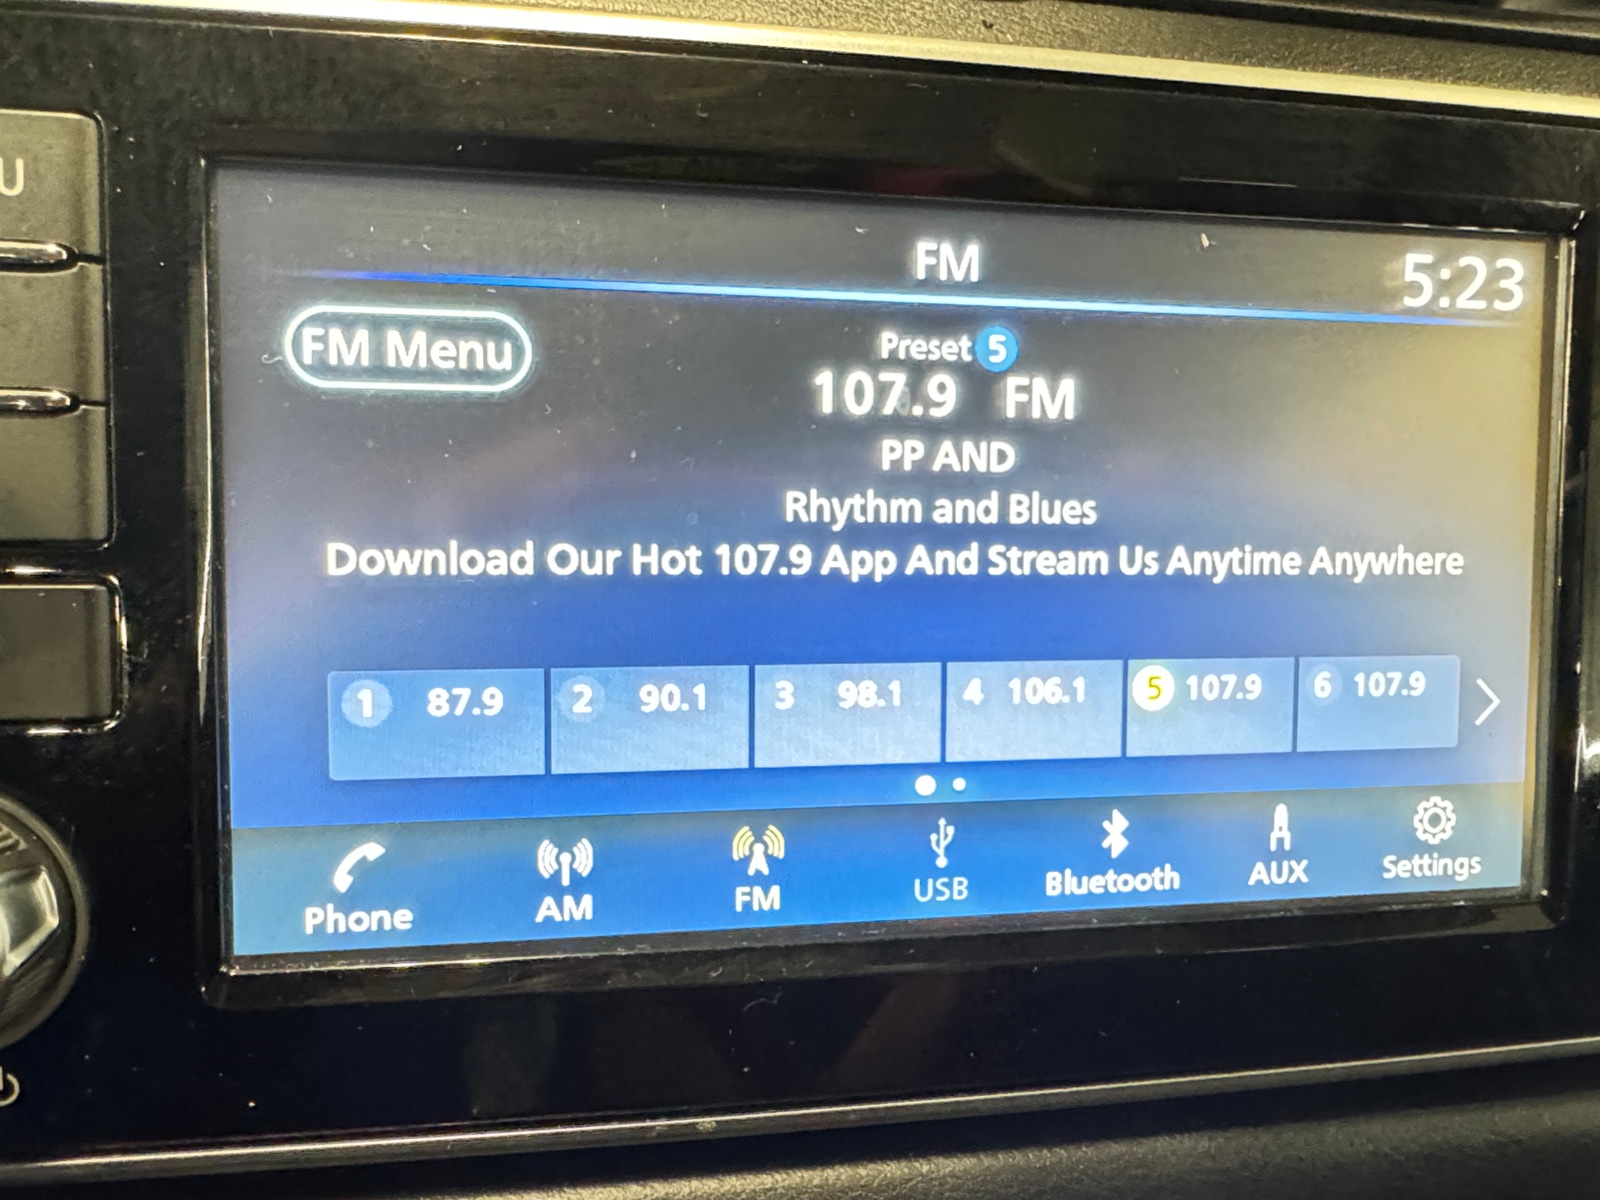 U
FM
5:23
FM Menu
Preset 5
107.9 FM
PP AND
Rhythm and Blues
Download Our Hot 107.9 App And Stream Us Anytime Anywhere
1 87.9 2 90.1 3 98.1 4 106.1 5 107.9 6 107.9
Phone AM FM USB Bluetooth AUX Settings